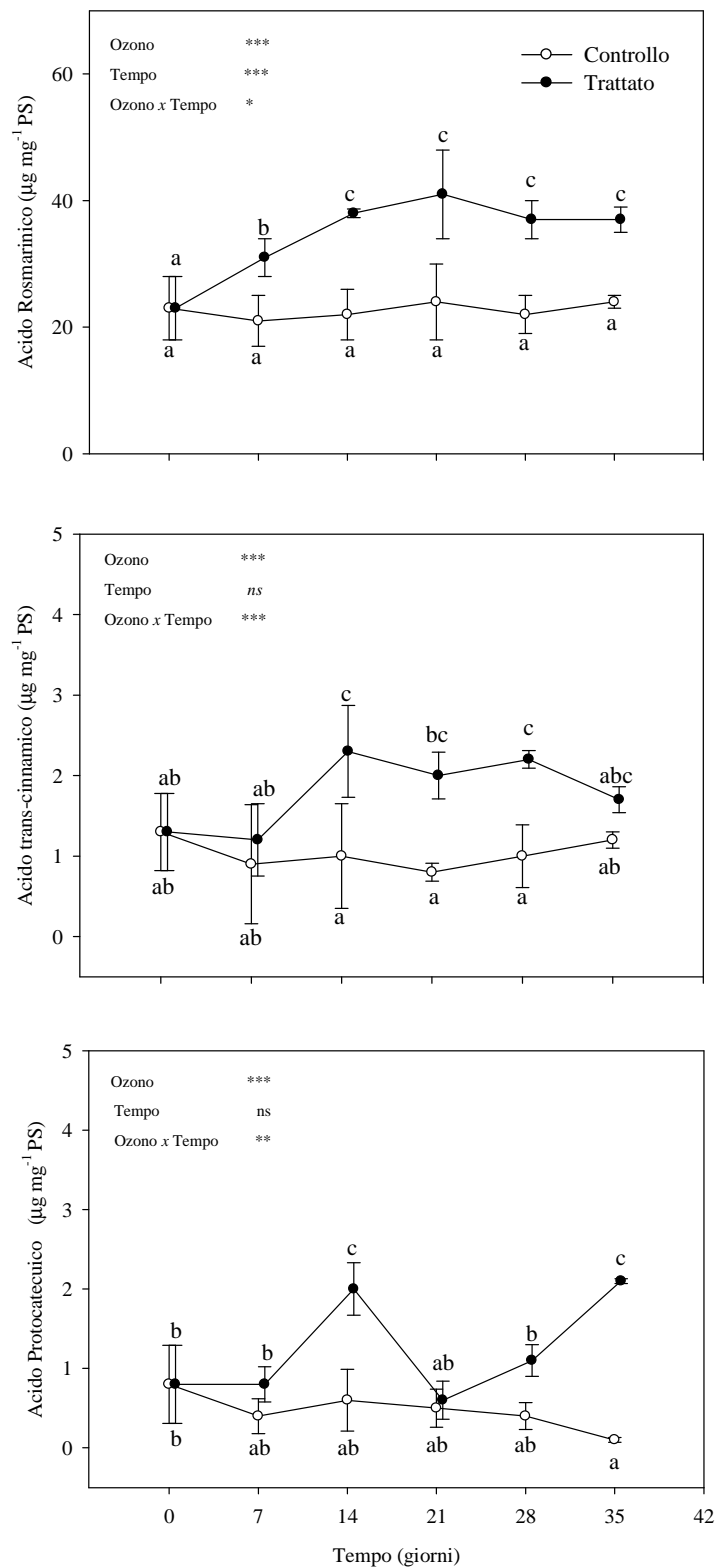 Ozono ***
Tempo ***
Ozono x Tempo *
Controllo
Trattato
Acido Rosmarinico (µg mg-1 PS)
60
40
20
0
a b c c c c
a a a a a a
Ozono ***
Tempo ns
Ozono x Tempo ***
Acido trans-cinnamico (µg mg-1 PS)
5
4
3
2
1
0
ab ab c bc c abc
ab ab a a a ab
Ozono ***
Tempo ns
Ozono x Tempo **
Acido Protocatecuico (µg mg-1 PS)
5
4
3
2
1
0
b b c ab b c
b ab ab ab ab a
0 7 14 21 28 35 42
Tempo (giorni)